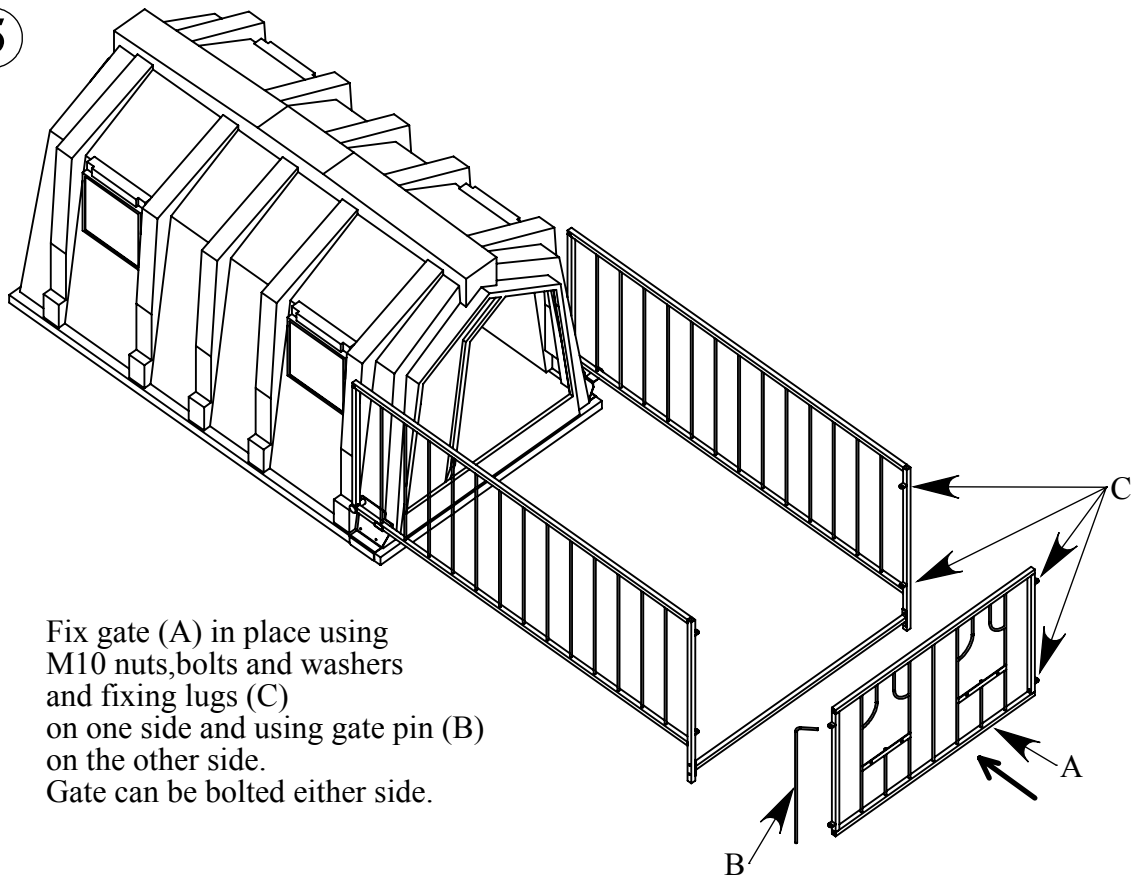 C
Fix gate (A) in place using
M10 nuts,bolts and washers
and fixing lugs (C)
on one side and using gate pin (B)
on the other side.
Gate can be bolted either side.
A
B